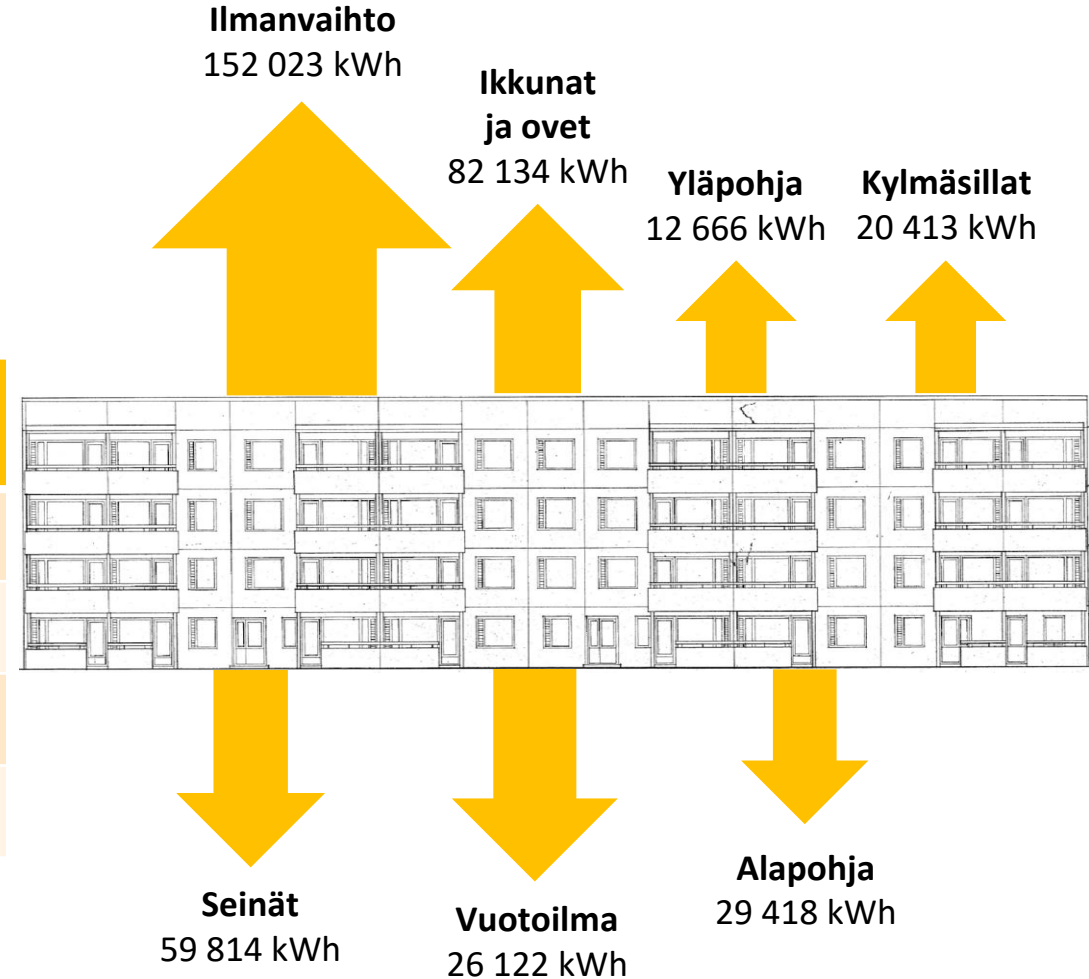 Ilmanvaihto
152 023 kWh
Ikkunat
ja ovet
82 134 kWh
Yläpohja
12 666 kWh
Kylmäsillat
20 413 kWh
Seinät
59 814 kWh
Vuotoilma
26 122 kWh
Alapohja
29 418 kWh